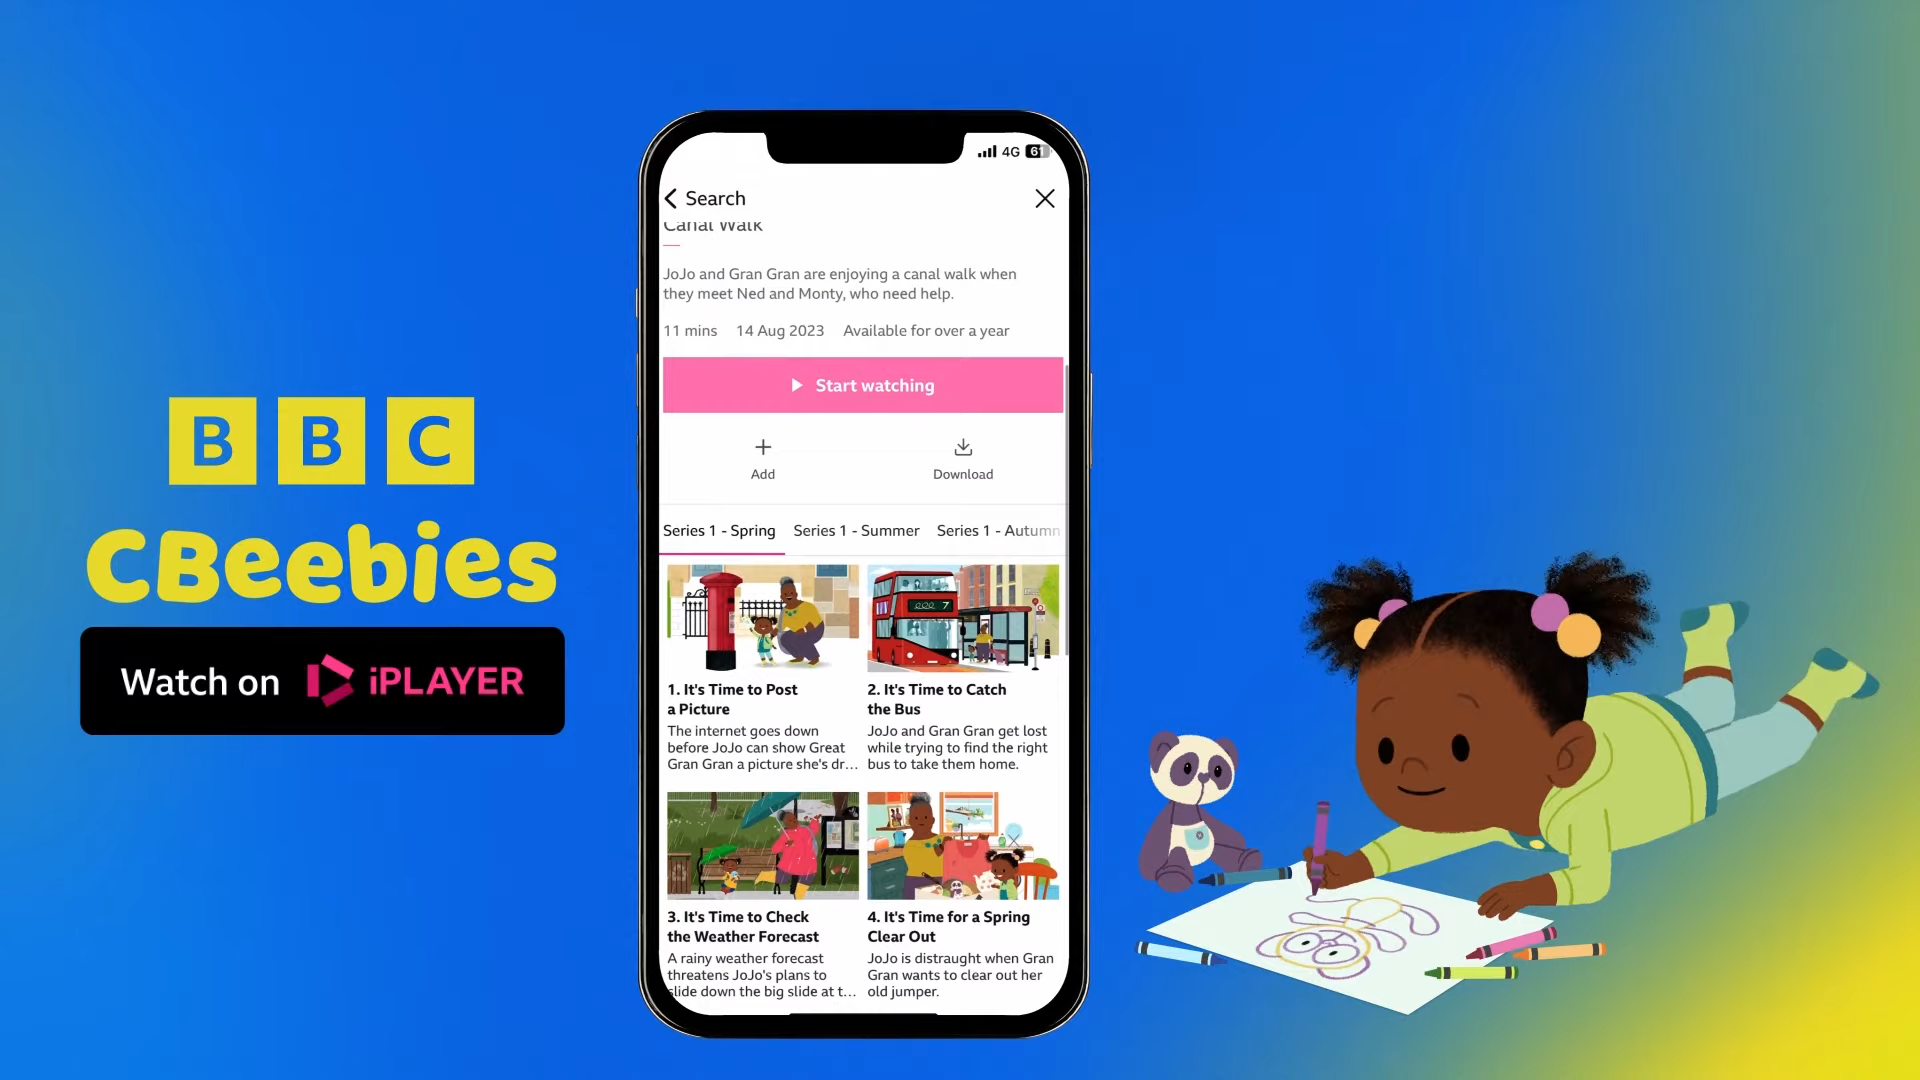 BBC
CBeebies
Watch on iPLAYER
4G 61
Search
Canal Walk
JoJo and Gran Gran are enjoying a canal walk when
they meet Ned and Monty, who need help.
11 mins 14 Aug 2023 Available for over a year
Start watching
Add Download
Series 1 - Spring Series 1 - Summer Series 1 - Autumn
7
1. It's Time to Post
a Picture
The internet goes down
before JoJo can show Great
Gran Gran a picture she's dr...
2. It's Time to Catch
the Bus
JoJo and Gran Gran get lost
while trying to find the right
bus to take them home.
3. It's Time to Check
the Weather Forecast
A rainy weather forecast
threatens JoJo's plans to
slide down the big slide at t...
4. It's Time for a Spring
Clear Out
JoJo is distraught when Gran
Gran wants to clear out her
old jumper.